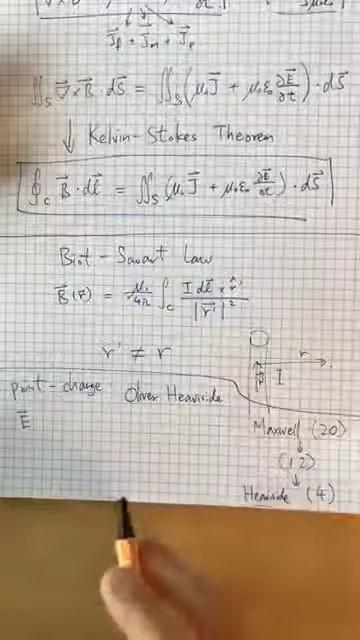 J⃗f + J⃗m + J⃗p
∬S ∇⃗×B⃗ · dS⃗ = ∬S (μ₀J⃗ + μ₀ε₀ ∂E⃗/∂t) · dS⃗
↓ Kelvin-Stokes Theorem
∮C B⃗ · dℓ⃗ = ∬S (μ₀J⃗ + μ₀ε₀ ∂E⃗/∂t) · dS⃗
Biot-Savart Law
B⃗(r⃗) = μ₀/4π ∫C I dℓ⃗ × r̂' / |r⃗'|²
r' ≠ r
r
I
point-charge Oliver Heaviside
E⃗
Maxwell (20)
↓
(12)
↓
Heaviside (4)